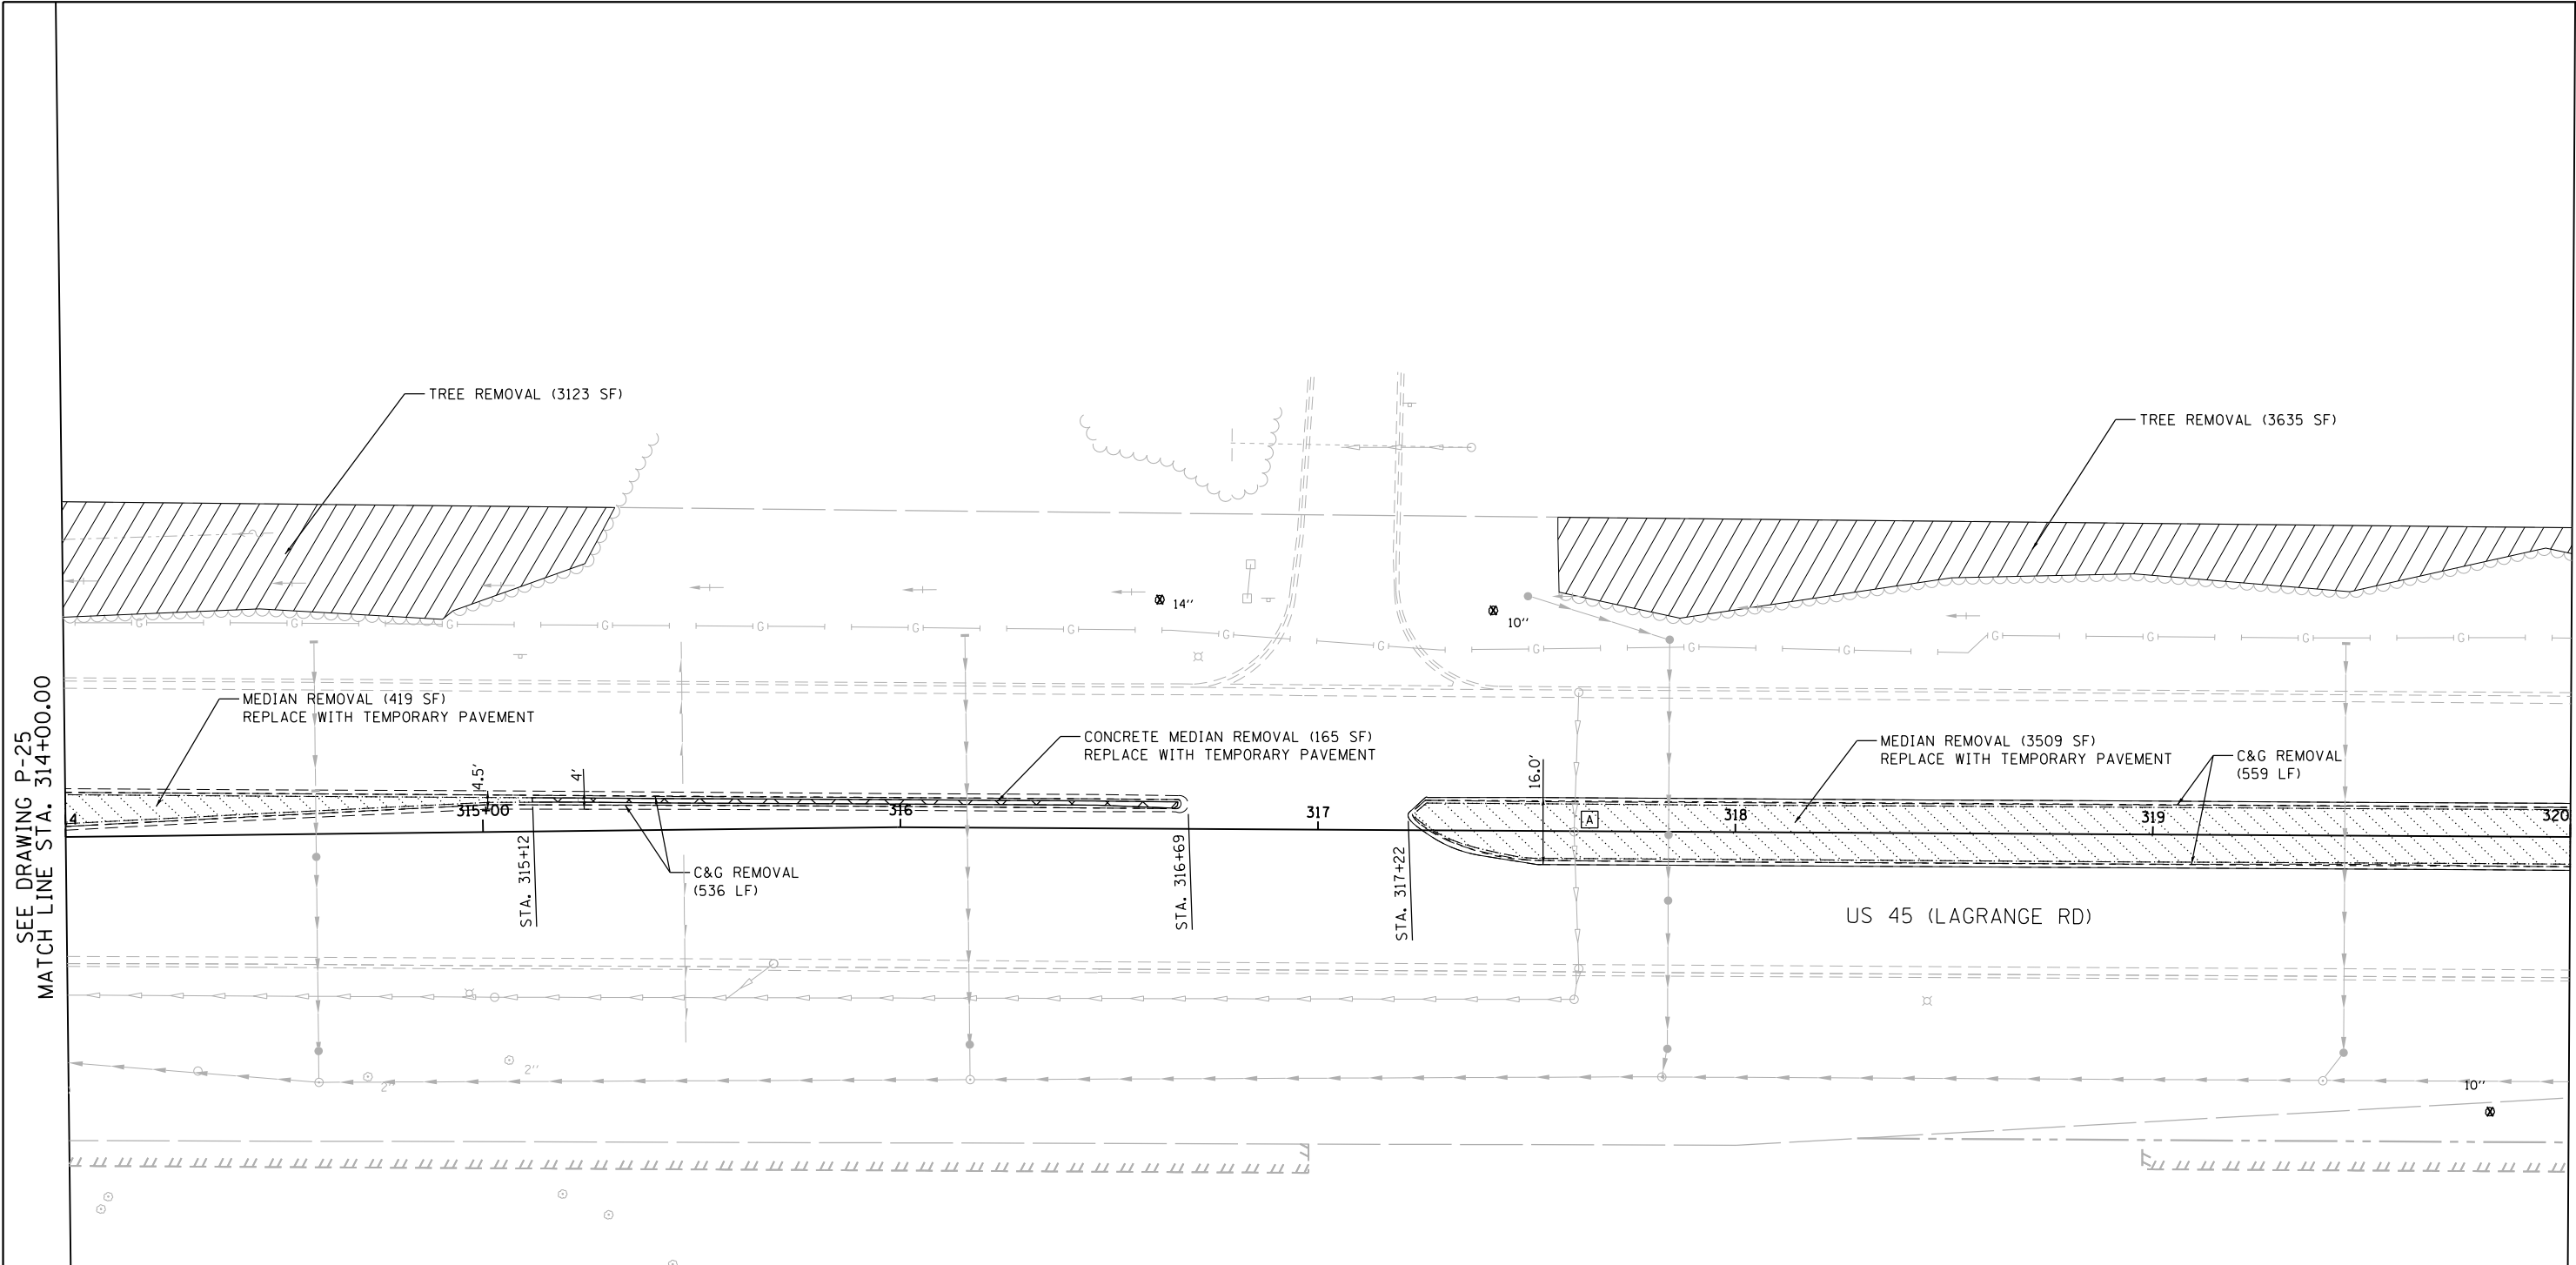 TREE REMOVAL (3123 SF)
TREE REMOVAL (3635 SF)
14''
10''
G G G G G G G G G G G G G G G G
SEE DRAWING P-25
MATCH LINE STA. 314+00.00
MEDIAN REMOVAL (419 SF)
REPLACE WITH TEMPORARY PAVEMENT
CONCRETE MEDIAN REMOVAL (165 SF)
REPLACE WITH TEMPORARY PAVEMENT
MEDIAN REMOVAL (3509 SF)
REPLACE WITH TEMPORARY PAVEMENT
C&G REMOVAL
(559 LF)
4.5'
4'
16.0'
4
315+00
316
317
A
318
319
320
STA. 315+12
C&G REMOVAL
(536 LF)
STA. 316+69
STA. 317+22
US 45 (LAGRANGE RD)
2''
2''
10''